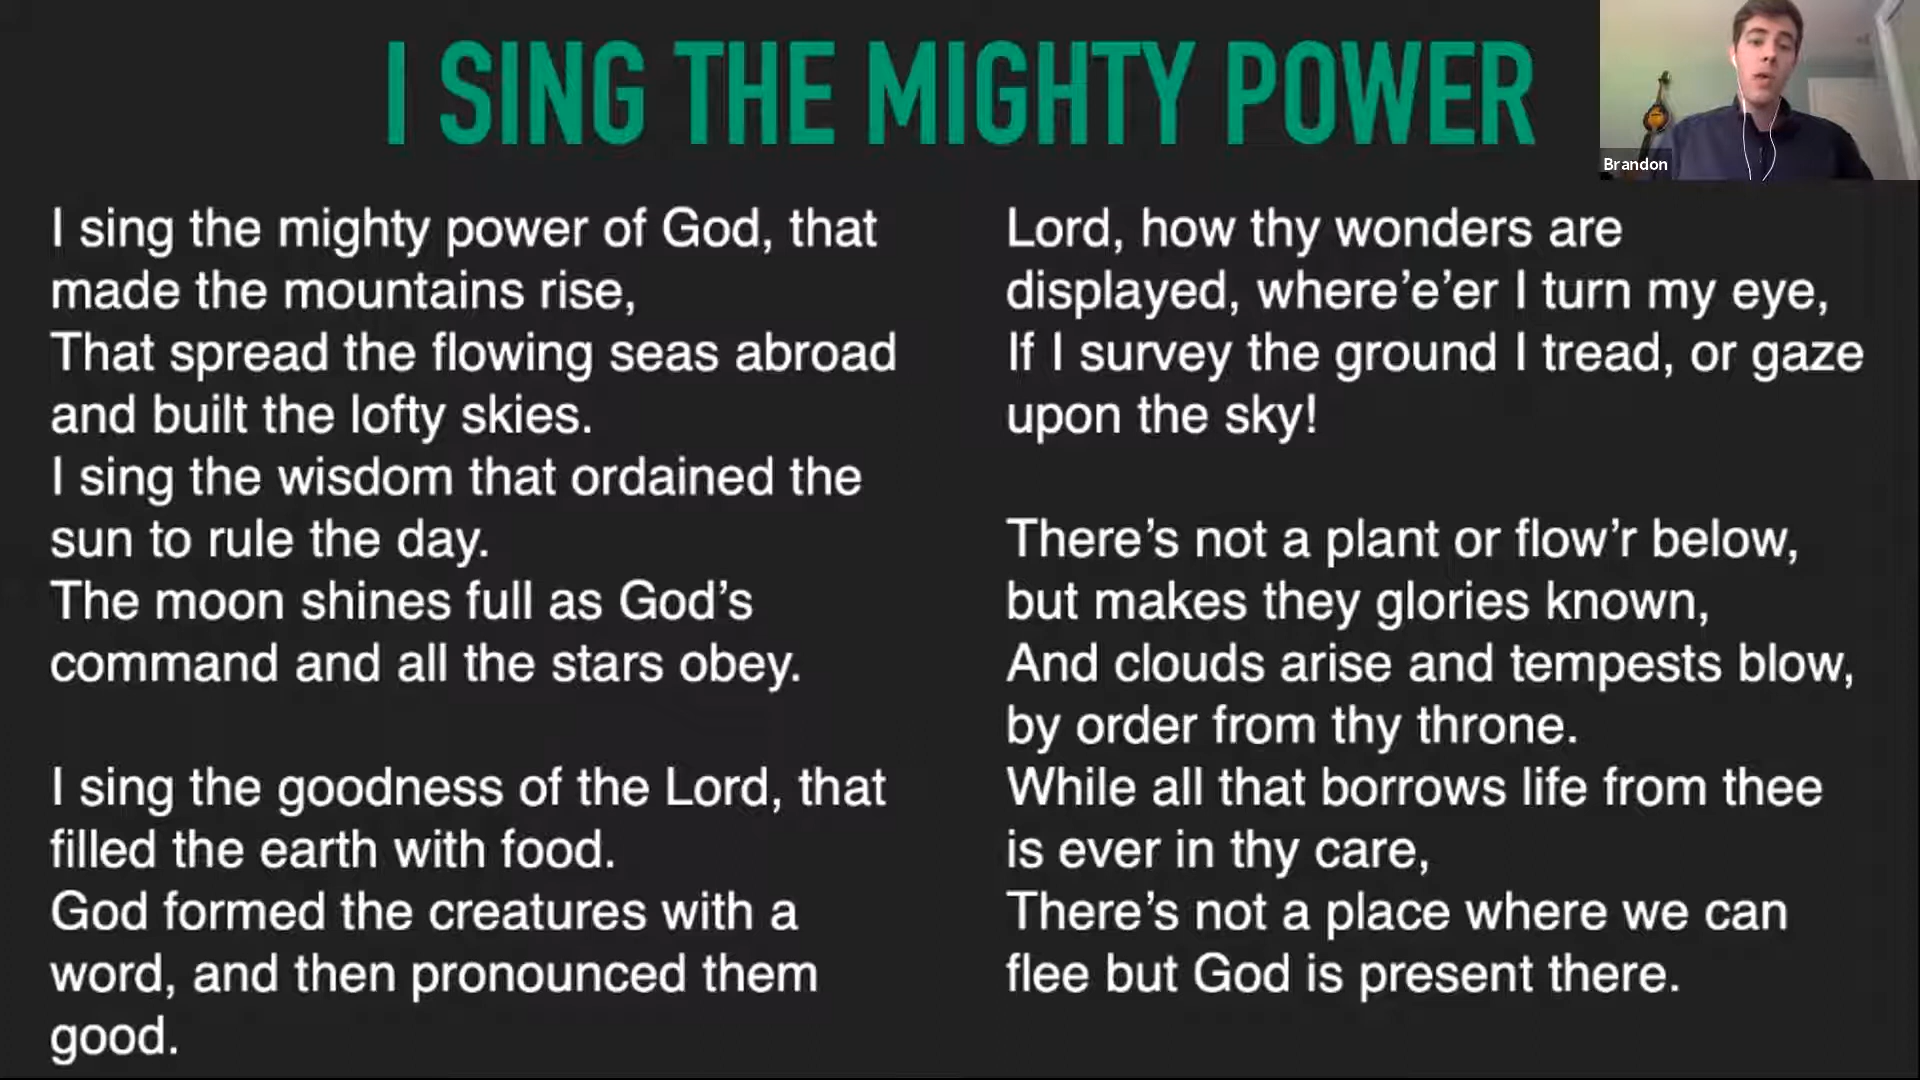 I SING THE MIGHTY POWER
Brandon
I sing the mighty power of God, that
made the mountains rise,
That spread the flowing seas abroad
and built the lofty skies.
I sing the wisdom that ordained the
sun to rule the day.
The moon shines full as God’s
command and all the stars obey.
I sing the goodness of the Lord, that
filled the earth with food.
God formed the creatures with a
word, and then pronounced them
good.
Lord, how thy wonders are
displayed, where’e’er I turn my eye,
If I survey the ground I tread, or gaze
upon the sky!
There’s not a plant or flow’r below,
but makes they glories known,
And clouds arise and tempests blow,
by order from thy throne.
While all that borrows life from thee
is ever in thy care,
There’s not a place where we can
flee but God is present there.